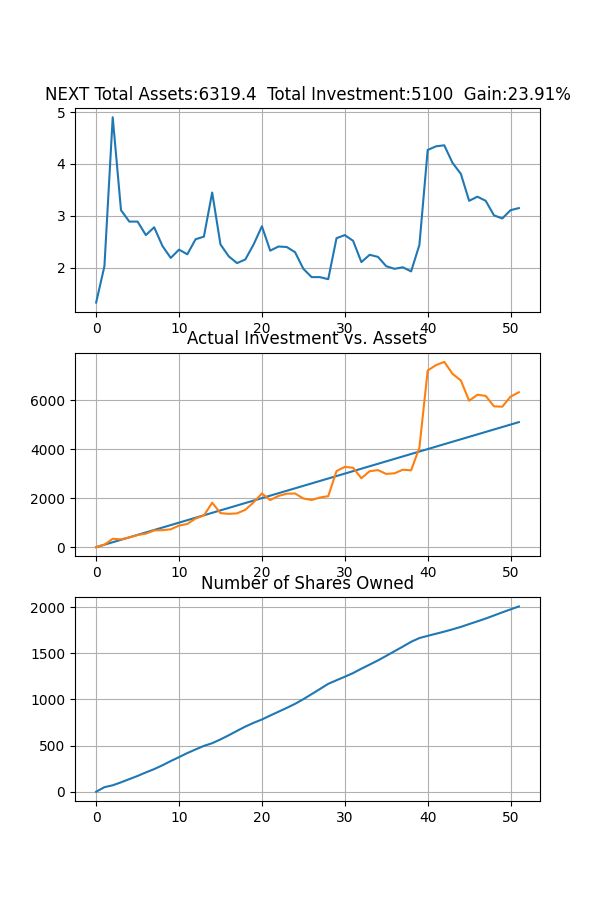 NEXT Total Assets:6319.4  Total Investment:5100  Gain:23.91%
5
4
3
2
0 10 20 30 40 50
Actual Investment vs. Assets
6000
4000
2000
0
0 10 20 30 40 50
Number of Shares Owned
2000
1500
1000
500
0
0 10 20 30 40 50